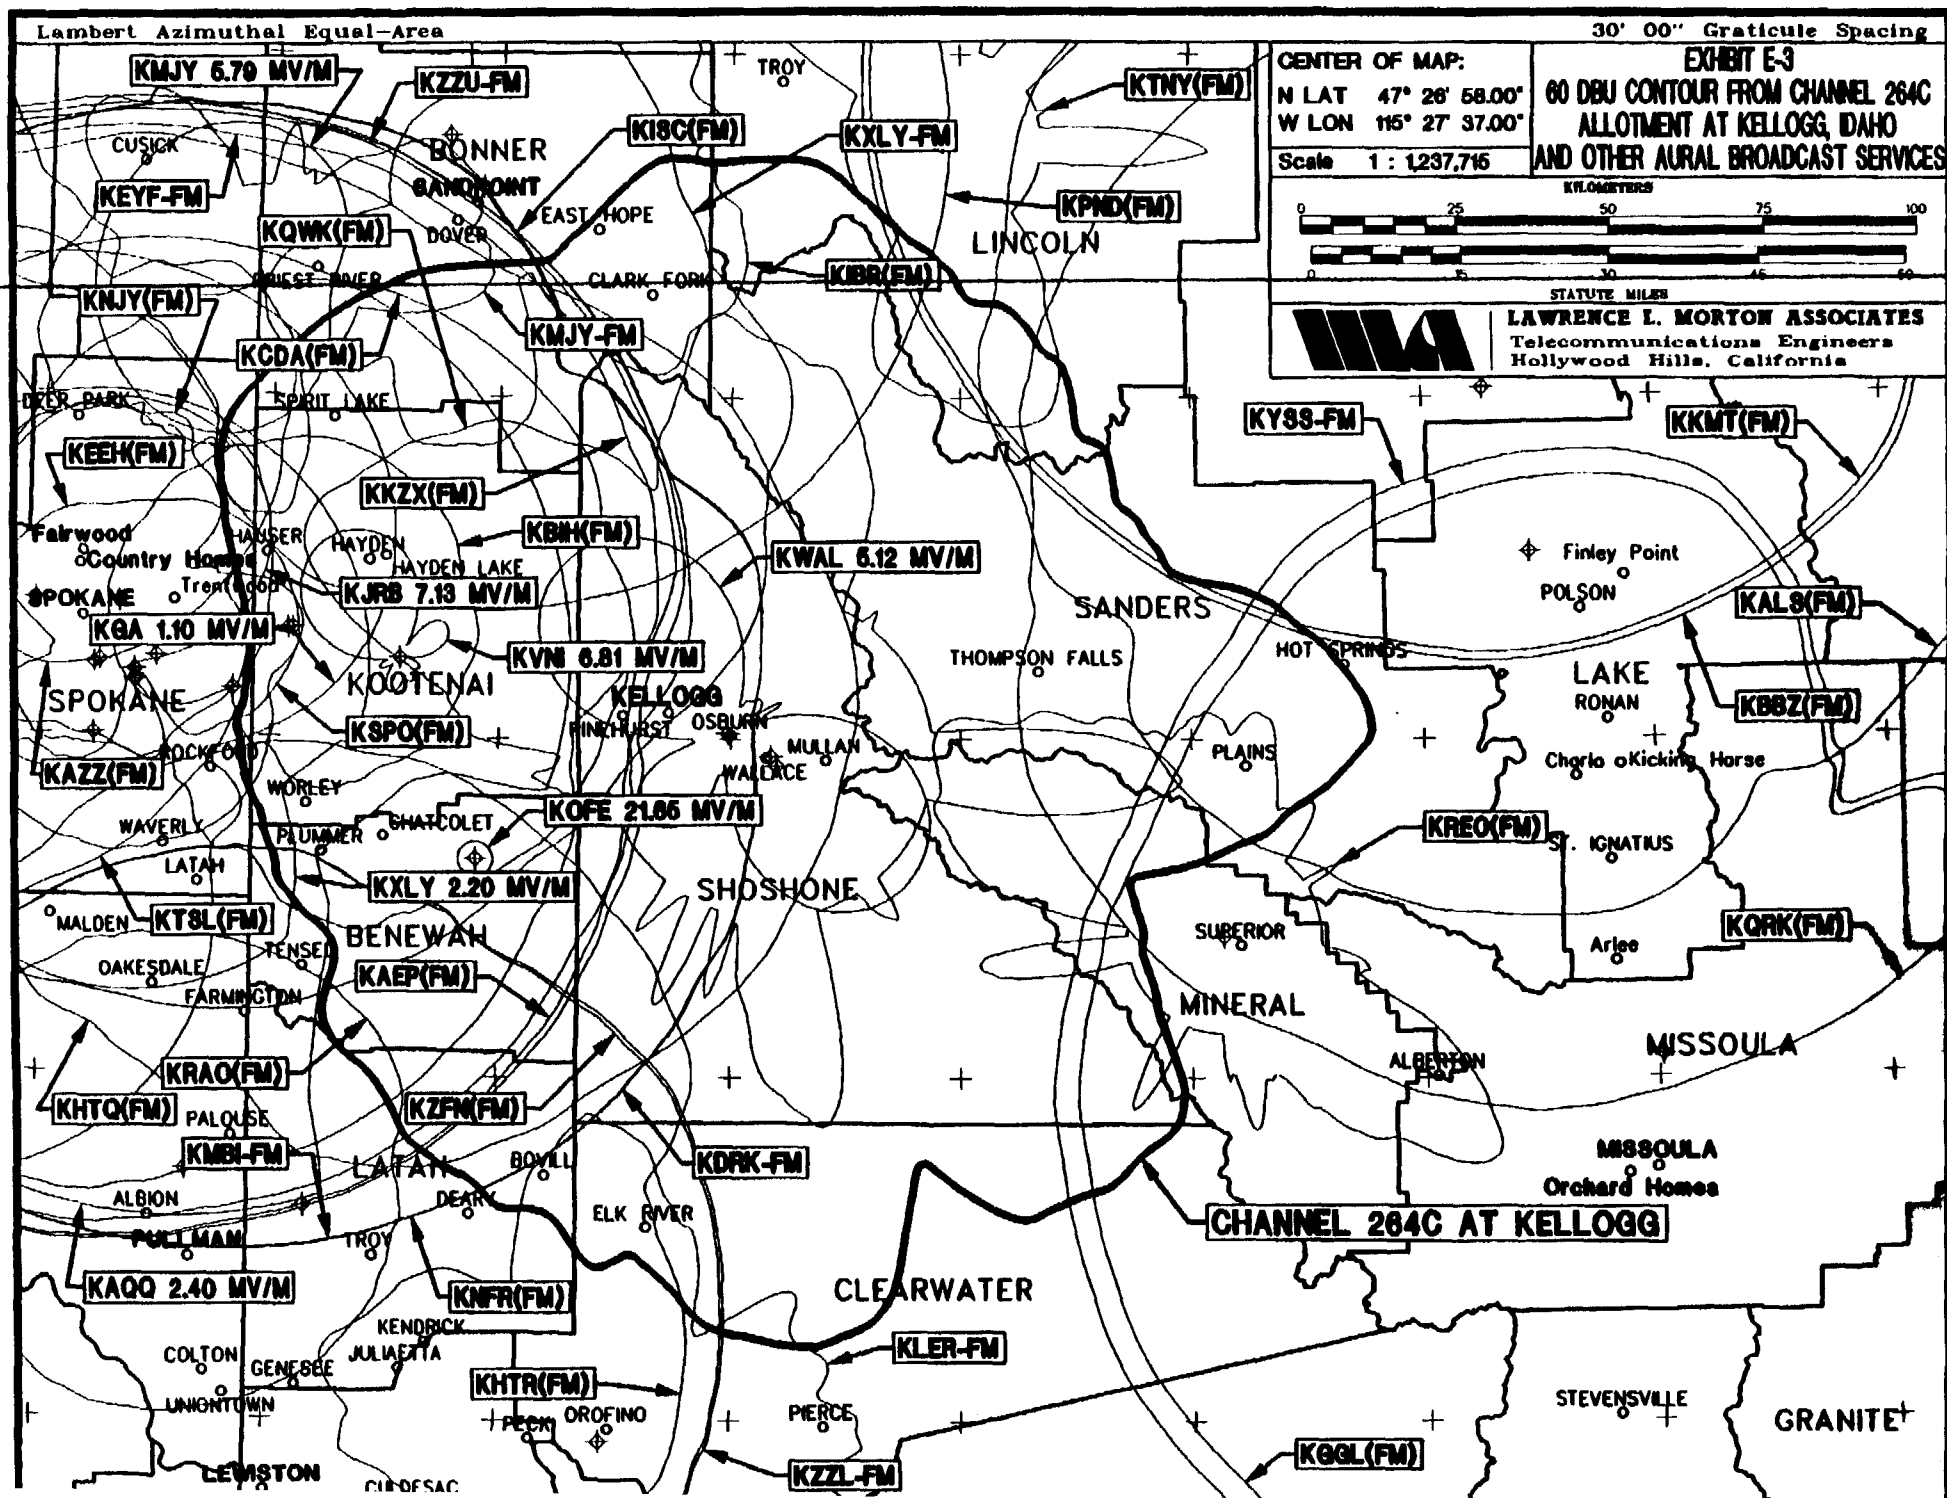 Lambert Azimuthal Equal-Area
30' 00" Graticule Spacing
CENTER OF MAP:
N LAT 47° 26' 58.00"
W LON 115° 27' 37.00"
Scale 1 : 1,237,715
EXHIBIT E-3
60 DBU CONTOUR FROM CHANNEL 264C
ALLOTMENT AT KELLOGG, IDAHO
AND OTHER AURAL BROADCAST SERVICES
KILOMETERS
0 25 50 75 100
0 15 30 45 60
STATUTE MILES
LAWRENCE L. MORTON ASSOCIATES
Telecommunications Engineers
Hollywood Hills, California
KMJY 5.79 MV/M
KZZU-FM
TROY
KTNY(FM)
KISC(FM)
KXLY-FM
CUSICK
BONNER
KEYF-FM
SANDPOINT
EAST HOPE
KPND(FM)
KQWK(FM)
DOVER
LINCOLN
PRIEST RIVER
CLARK FORK
KIBR(FM)
KNJY(FM)
KMJY-FM
KCDA(FM)
DEER PARK
SPIRIT LAKE
KYSS-FM
KKMT(FM)
KEEH(FM)
KKZX(FM)
Fairwood
HAUSER
HAYDEN
KBIH(FM)
Country Homes
HAYDEN LAKE
KWAL 5.12 MV/M
Finley Point
Trentwood
KJRB 7.13 MV/M
POLSON
SPOKANE
SANDERS
KALS(FM)
KGA 1.10 MV/M
KVNI 6.81 MV/M
THOMPSON FALLS
HOT SPRINGS
SPOKANE
KOOTENAI
KELLOGG
LAKE
RONAN
KBBZ(FM)
KSPO(FM)
PINEHURST
OSBURN
MULLAN
PLAINS
KAZZ(FM)
ROCKFORD
WALLACE
Charlo
Kicking Horse
WORLEY
KOFE 21.65 MV/M
WAVERLY
PLUMMER
CHATCOLET
KREO(FM)
ST. IGNATIUS
LATAH
KXLY 2.20 MV/M
SHOSHONE
MALDEN
KTSL(FM)
BENEWAH
SUPERIOR
KQRK(FM)
TENSED
Arlee
OAKESDALE
KAEP(FM)
FARMINGTON
MINERAL
MISSOULA
KRAO(FM)
ALBERTON
KHTQ(FM)
KZFN(FM)
PALOUSE
KMBI-FM
LATAH
BOVILL
KDRK-FM
MISSOULA
Orchard Homes
ALBION
DEARY
ELK RIVER
CHANNEL 264C AT KELLOGG
PULLMAN
TROY
KAQQ 2.40 MV/M
KNFR(FM)
CLEARWATER
KENDRICK
KLER-FM
COLTON
JULIAETTA
GENESEE
KHTR(FM)
UNIONTOWN
PECK
OROFINO
PIERCE
STEVENSVILLE
GRANITE
KGGL(FM)
LEWISTON
KZZL-FM
CULDESAC